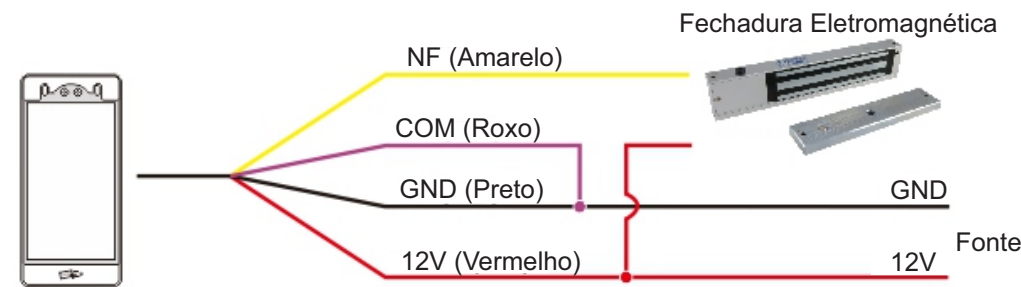 Fechadura Eletromagnética
NF (Amarelo)
COM (Roxo)
GND (Preto)
GND
Fonte
12V (Vermelho)
12V